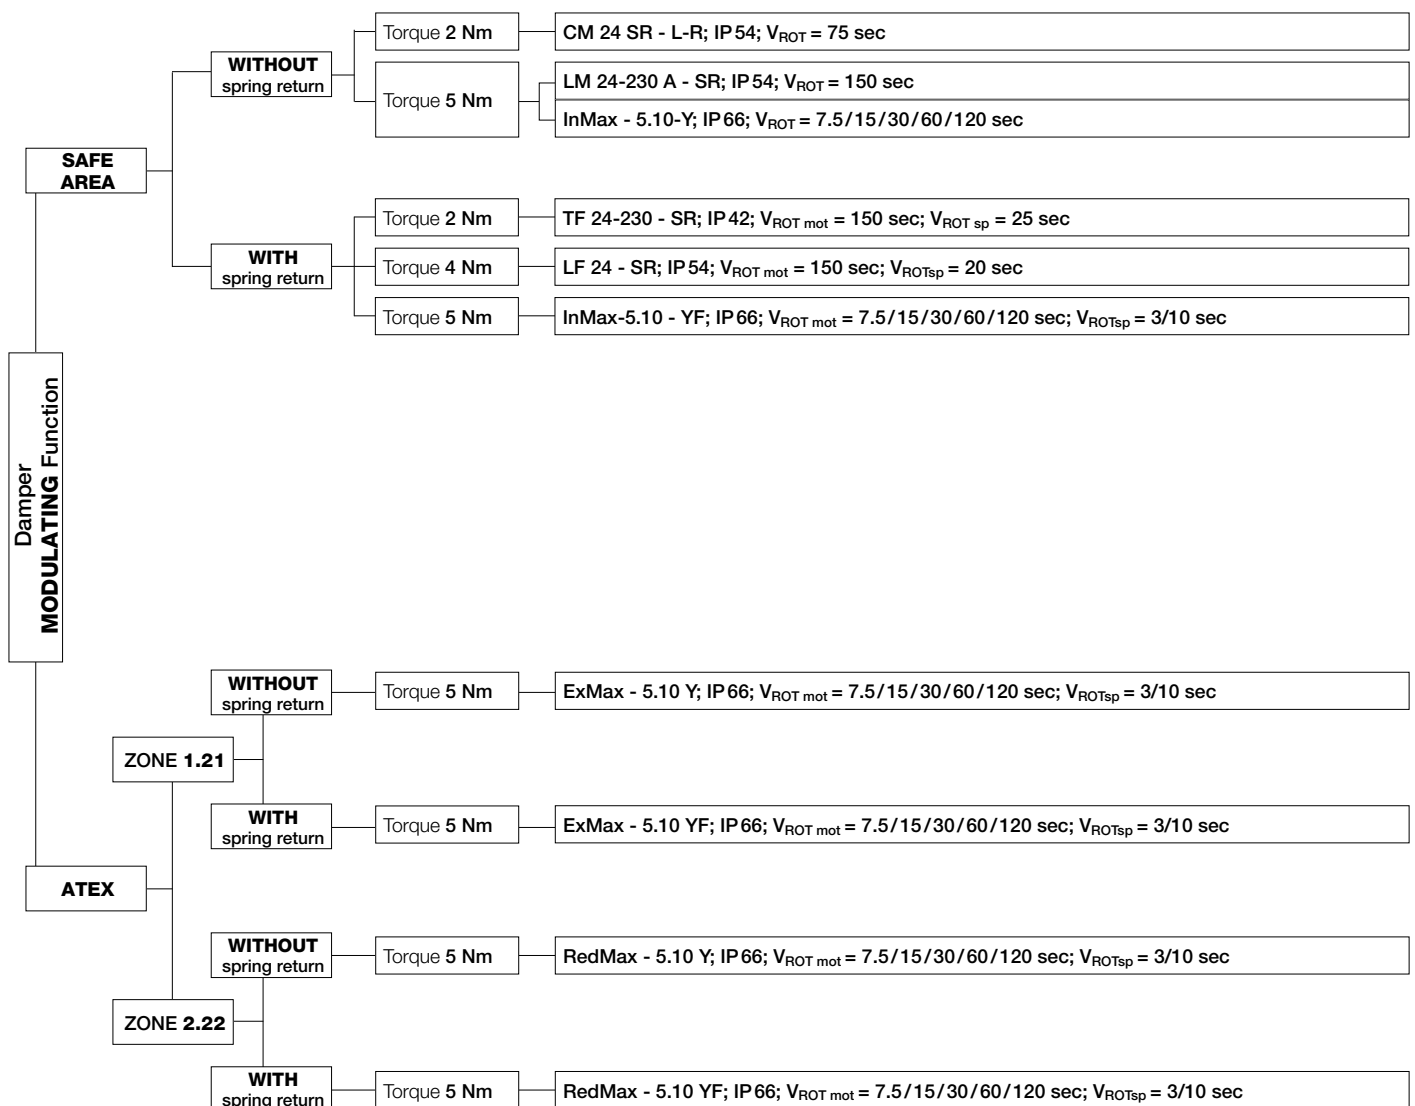 Damper
MODULATING Function
SAFE
AREA
WITHOUT
spring return
Torque 2 Nm
CM 24 SR - L-R; IP54; VROT = 75 sec
Torque 5 Nm
LM 24-230 A - SR; IP54; VROT = 150 sec
InMax - 5.10-Y; IP66; VROT = 7.5/15/30/60/120 sec
WITH
spring return
Torque 2 Nm
TF 24-230 - SR; IP42; VROT mot = 150 sec; VROT sp = 25 sec
Torque 4 Nm
LF 24 - SR; IP54; VROT mot = 150 sec; VROTsp = 20 sec
Torque 5 Nm
InMax-5.10 - YF; IP66; VROT mot = 7.5/15/30/60/120 sec; VROTsp = 3/10 sec
ATEX
ZONE 1.21
WITHOUT
spring return
Torque 5 Nm
ExMax - 5.10 Y; IP66; VROT mot = 7.5/15/30/60/120 sec; VROTsp = 3/10 sec
WITH
spring return
Torque 5 Nm
ExMax - 5.10 YF; IP66; VROT mot = 7.5/15/30/60/120 sec; VROTsp = 3/10 sec
ZONE 2.22
WITHOUT
spring return
Torque 5 Nm
RedMax - 5.10 Y; IP66; VROT mot = 7.5/15/30/60/120 sec; VROTsp = 3/10 sec
WITH
spring return
Torque 5 Nm
RedMax - 5.10 YF; IP66; VROT mot = 7.5/15/30/60/120 sec; VROTsp = 3/10 sec